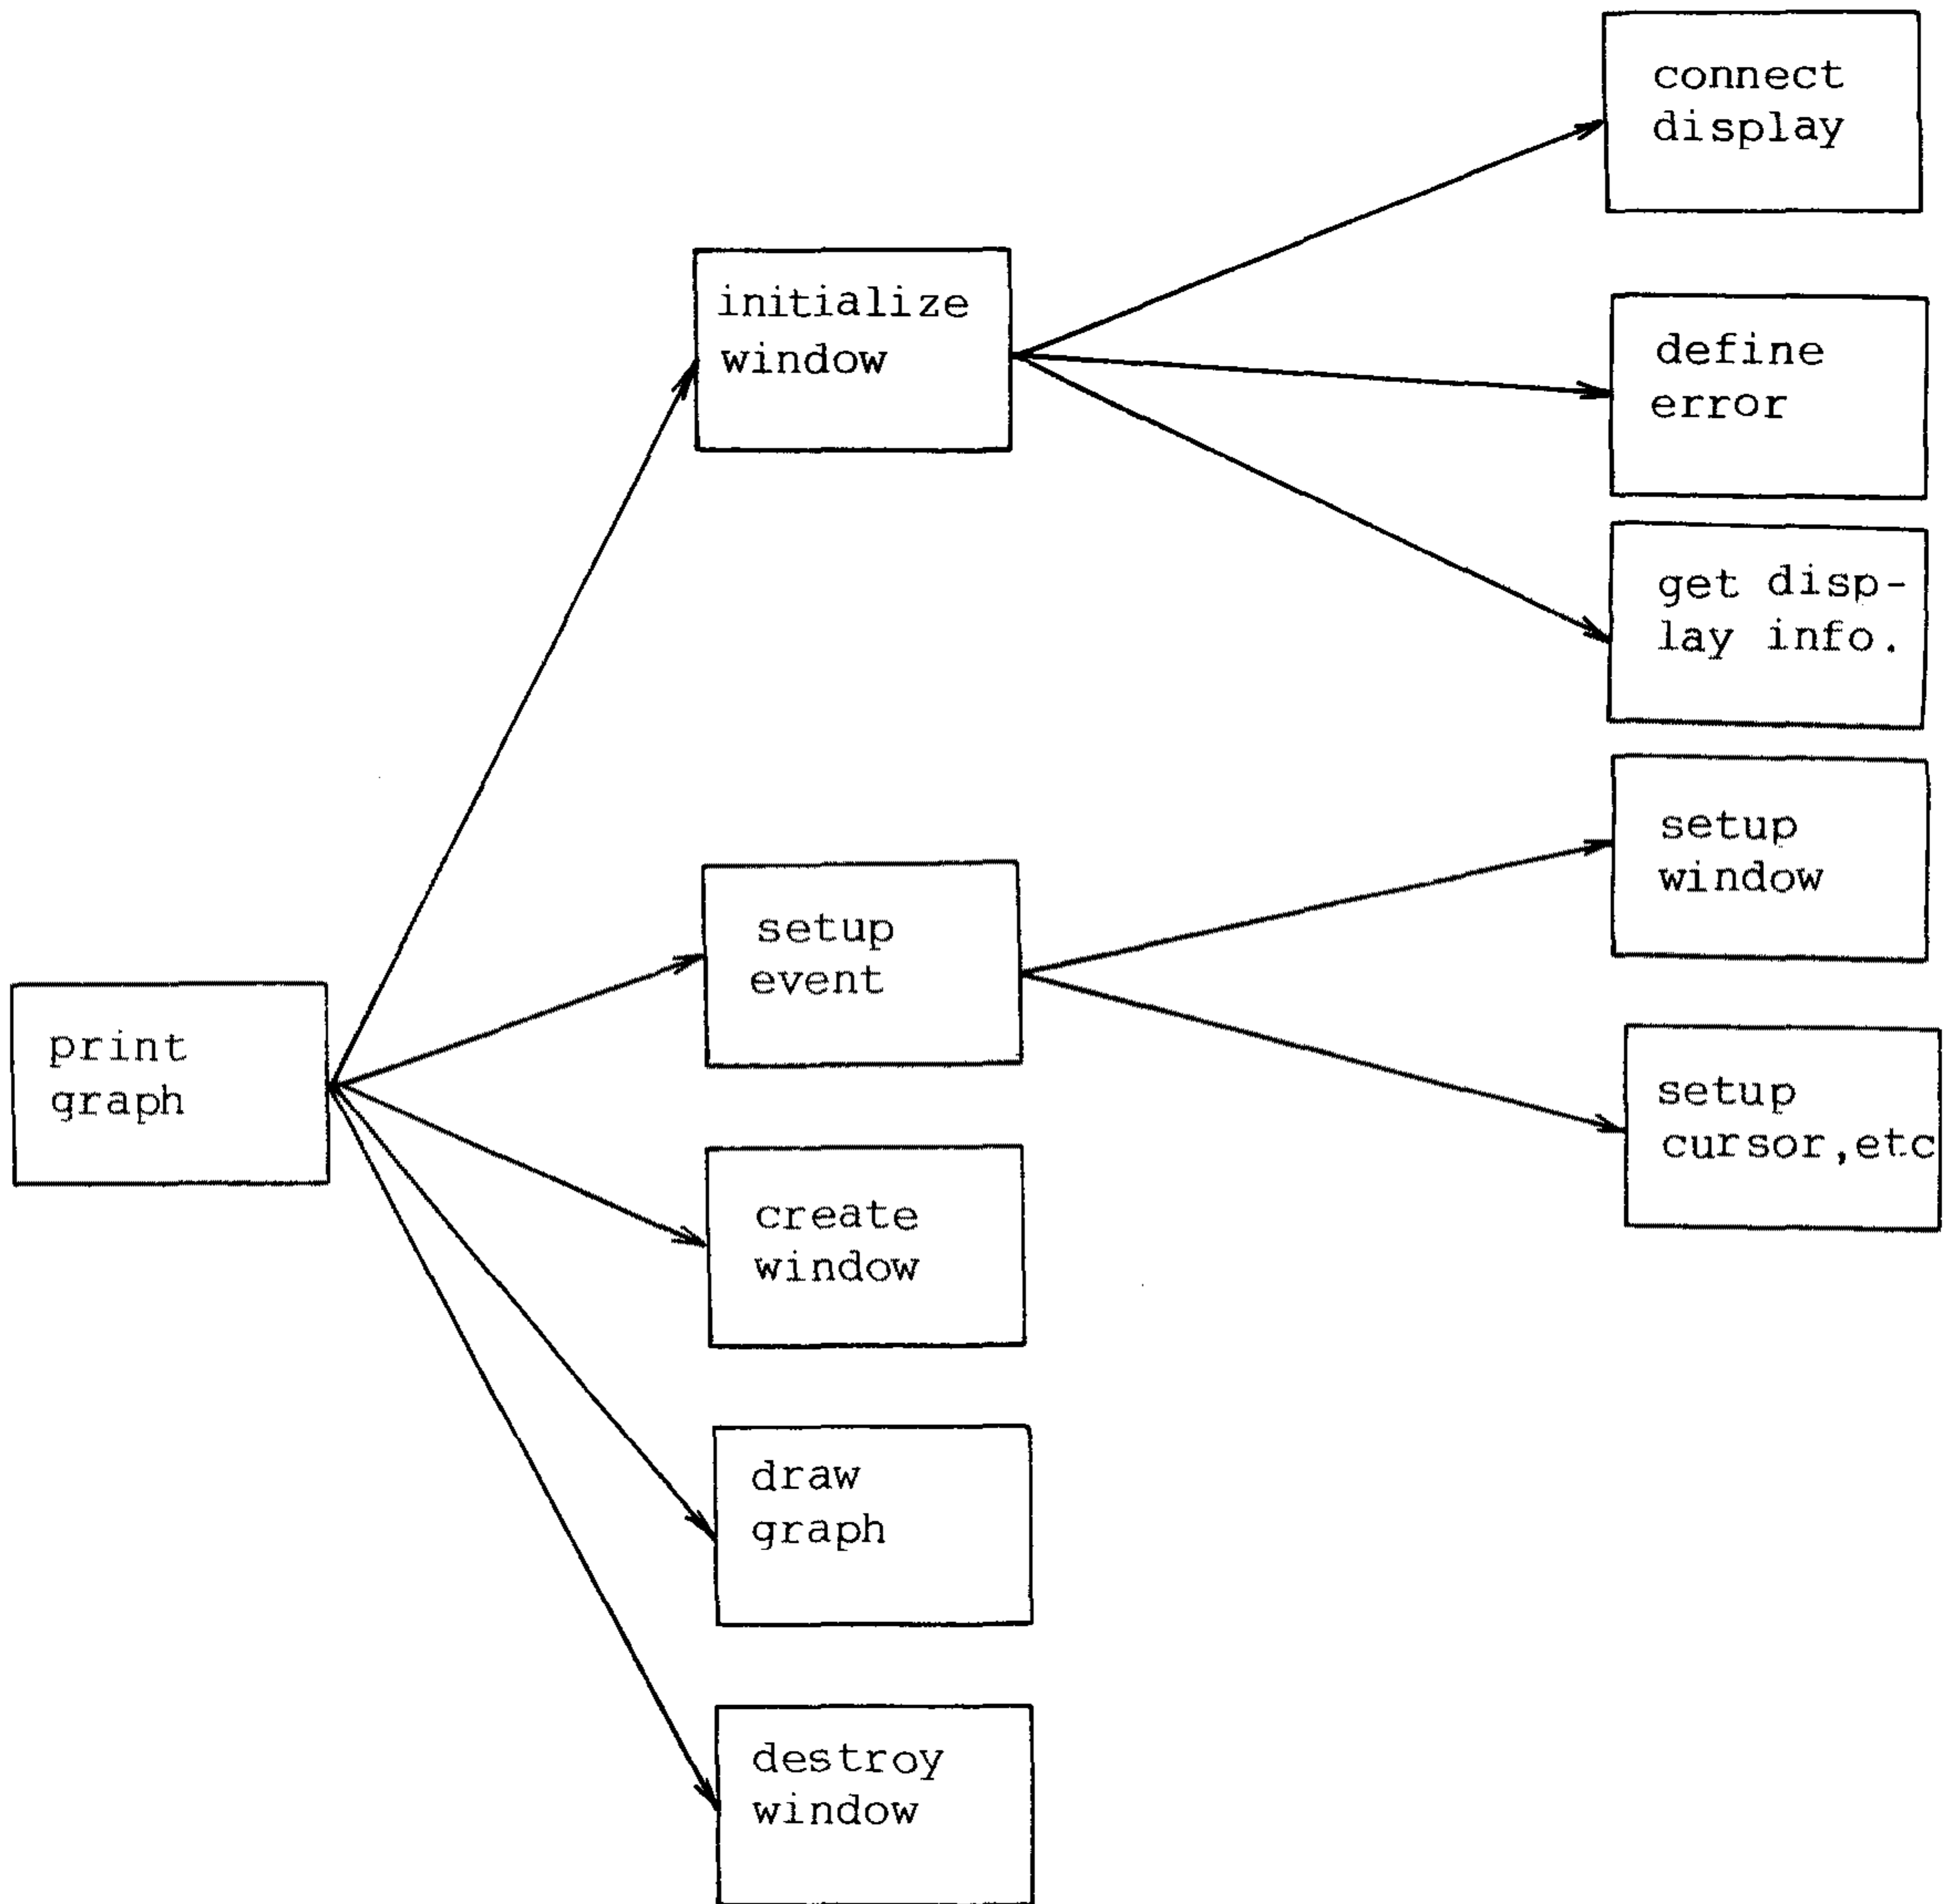 connect
display
initialize
window
define
error
get disp-
lay info.
setup
window
setup
event
print
graph
setup
cursor,etc
create
window
draw
graph
destroy
window